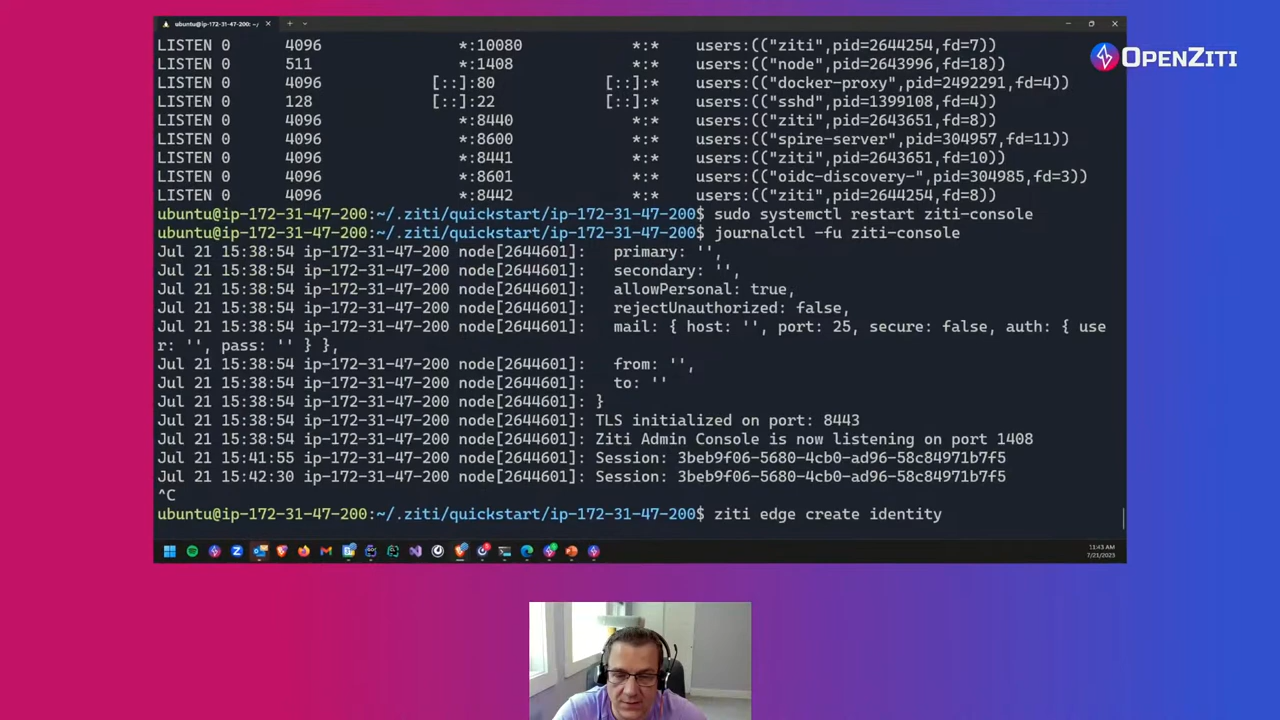 ubuntu@ip-172-31-47-200: ~/
OPENZITI
LISTEN 0 4096 *:10080 *:* users:(("ziti",pid=2644254,fd=7))
LISTEN 0 511 *:1408 *:* users:(("node",pid=2643996,fd=18))
LISTEN 0 4096 [::]:80 [::]:* users:(("docker-proxy",pid=2492291,fd=4))
LISTEN 0 128 [::]:22 [::]:* users:(("sshd",pid=1399108,fd=4))
LISTEN 0 4096 *:8440 *:* users:(("ziti",pid=2643651,fd=8))
LISTEN 0 4096 *:8600 *:* users:(("spire-server",pid=304957,fd=11))
LISTEN 0 4096 *:8441 *:* users:(("ziti",pid=2643651,fd=10))
LISTEN 0 4096 *:8601 *:* users:(("oidc-discovery-",pid=304985,fd=3))
LISTEN 0 4096 *:8442 *:* users:(("ziti",pid=2644254,fd=8))
ubuntu@ip-172-31-47-200:~/.ziti/quickstart/ip-172-31-47-200$ sudo systemctl restart ziti-console
ubuntu@ip-172-31-47-200:~/.ziti/quickstart/ip-172-31-47-200$ journalctl -fu ziti-console
Jul 21 15:38:54 ip-172-31-47-200 node[2644601]: primary: '',
Jul 21 15:38:54 ip-172-31-47-200 node[2644601]: secondary: '',
Jul 21 15:38:54 ip-172-31-47-200 node[2644601]: allowPersonal: true,
Jul 21 15:38:54 ip-172-31-47-200 node[2644601]: rejectUnauthorized: false,
Jul 21 15:38:54 ip-172-31-47-200 node[2644601]: mail: { host: '', port: 25, secure: false, auth: { use
r: '', pass: '' } },
Jul 21 15:38:54 ip-172-31-47-200 node[2644601]: from: '',
Jul 21 15:38:54 ip-172-31-47-200 node[2644601]: to: ''
Jul 21 15:38:54 ip-172-31-47-200 node[2644601]: }
Jul 21 15:38:54 ip-172-31-47-200 node[2644601]: TLS initialized on port: 8443
Jul 21 15:38:54 ip-172-31-47-200 node[2644601]: Ziti Admin Console is now listening on port 1408
Jul 21 15:41:55 ip-172-31-47-200 node[2644601]: Session: 3beb9f06-5680-4cb0-ad96-58c84971b7f5
Jul 21 15:42:30 ip-172-31-47-200 node[2644601]: Session: 3beb9f06-5680-4cb0-ad96-58c84971b7f5
^C
ubuntu@ip-172-31-47-200:~/.ziti/quickstart/ip-172-31-47-200$ ziti edge create identity
11:43 AM
7/21/2023